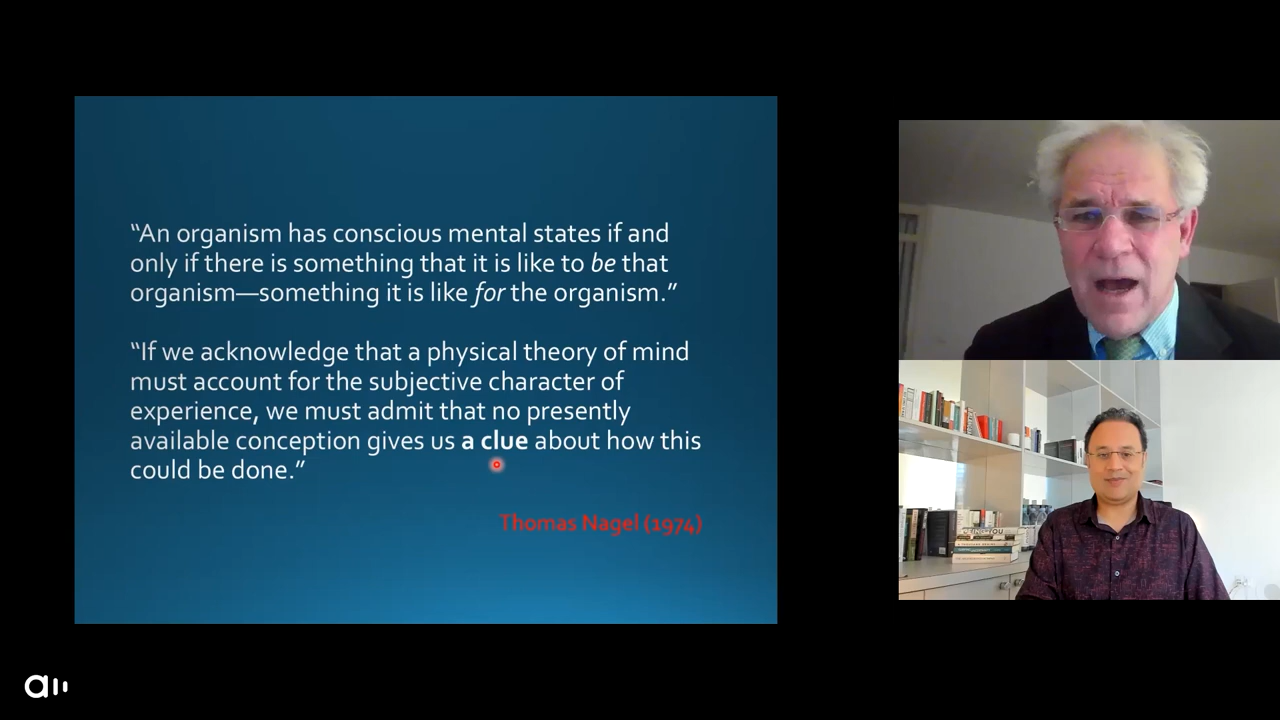 “An organism has conscious mental states if and
only if there is something that it is like to be that
organism—something it is like for the organism.”
“If we acknowledge that a physical theory of mind
must account for the subjective character of
experience, we must admit that no presently
available conception gives us a clue about how this
could be done.”
Thomas Nagel (1974)